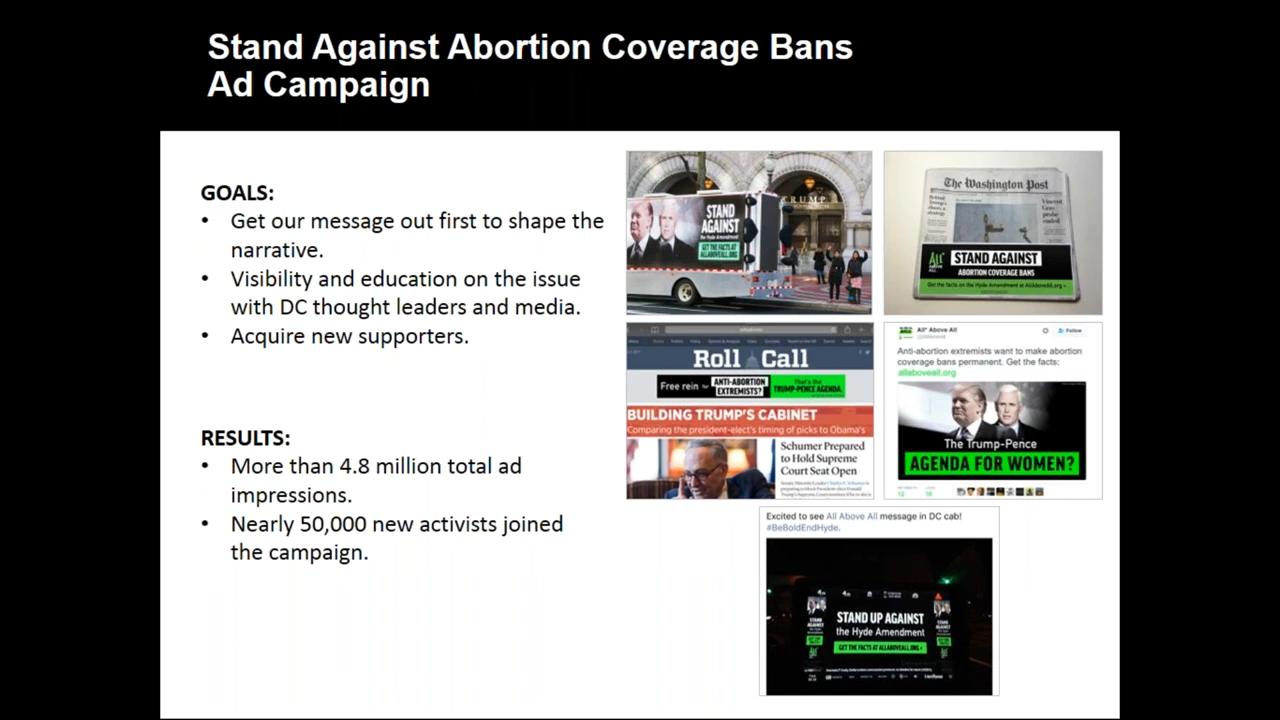 Stand Against Abortion Coverage Bans
Ad Campaign
GOALS:
• Get our message out first to shape the
narrative.
• Visibility and education on the issue
with DC thought leaders and media.
• Acquire new supporters.
RESULTS:
• More than 4.8 million total ad
impressions.
• Nearly 50,000 new activists joined
the campaign.
TRUMP
STAND
AGAINST
the Hyde Amendment
GET THE FACTS AT
ALLABOVEALL.ORG
The Washington Post
All*
ABOVE
ALL
STAND AGAINST
ABORTION COVERAGE BANS
Get the facts on the Hyde Amendment at AllAboveAll.org »
Roll Call
Free rein for ANTI-ABORTION EXTREMISTS?
That's the TRUMP-PENCE AGENDA.
BUILDING TRUMP'S CABINET
Comparing the president-elect's timing of picks to Obama's
Schumer Prepared
to Hold Supreme
Court Seat Open
All* Above All
Follow
Anti-abortion extremists want to make abortion
coverage bans permanent. Get the facts:
allaboveall.org
The Trump-Pence
AGENDA FOR WOMEN?
Excited to see All Above All message in DC cab!
#BeBoldEndHyde.
STAND UP AGAINST
the Hyde Amendment
GET THE FACTS AT ALLABOVEALL.ORG »